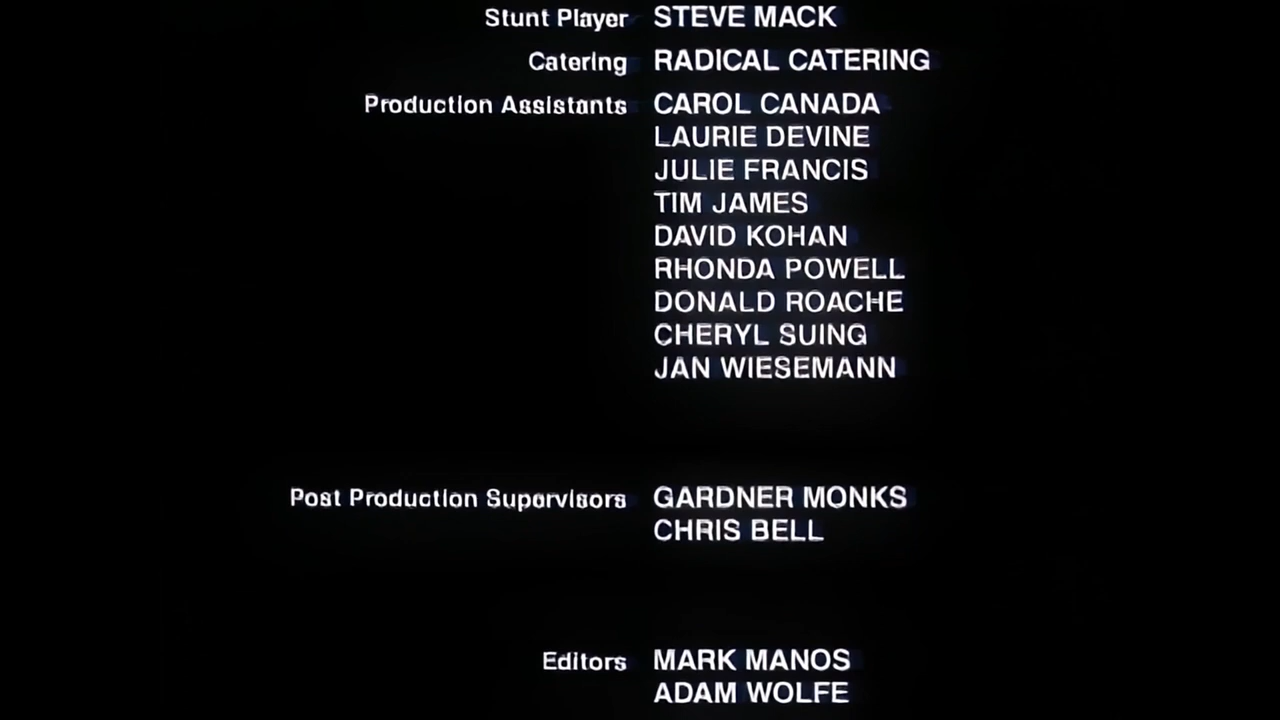 Stunt Player STEVE MACK
Catering RADICAL CATERING
Production Assistants CAROL CANADA
LAURIE DEVINE
JULIE FRANCIS
TIM JAMES
DAVID KOHAN
RHONDA POWELL
DONALD ROACHE
CHERYL SUING
JAN WIESEMANN
Post Production Supervisors GARDNER MONKS
CHRIS BELL
Editors MARK MANOS
ADAM WOLFE